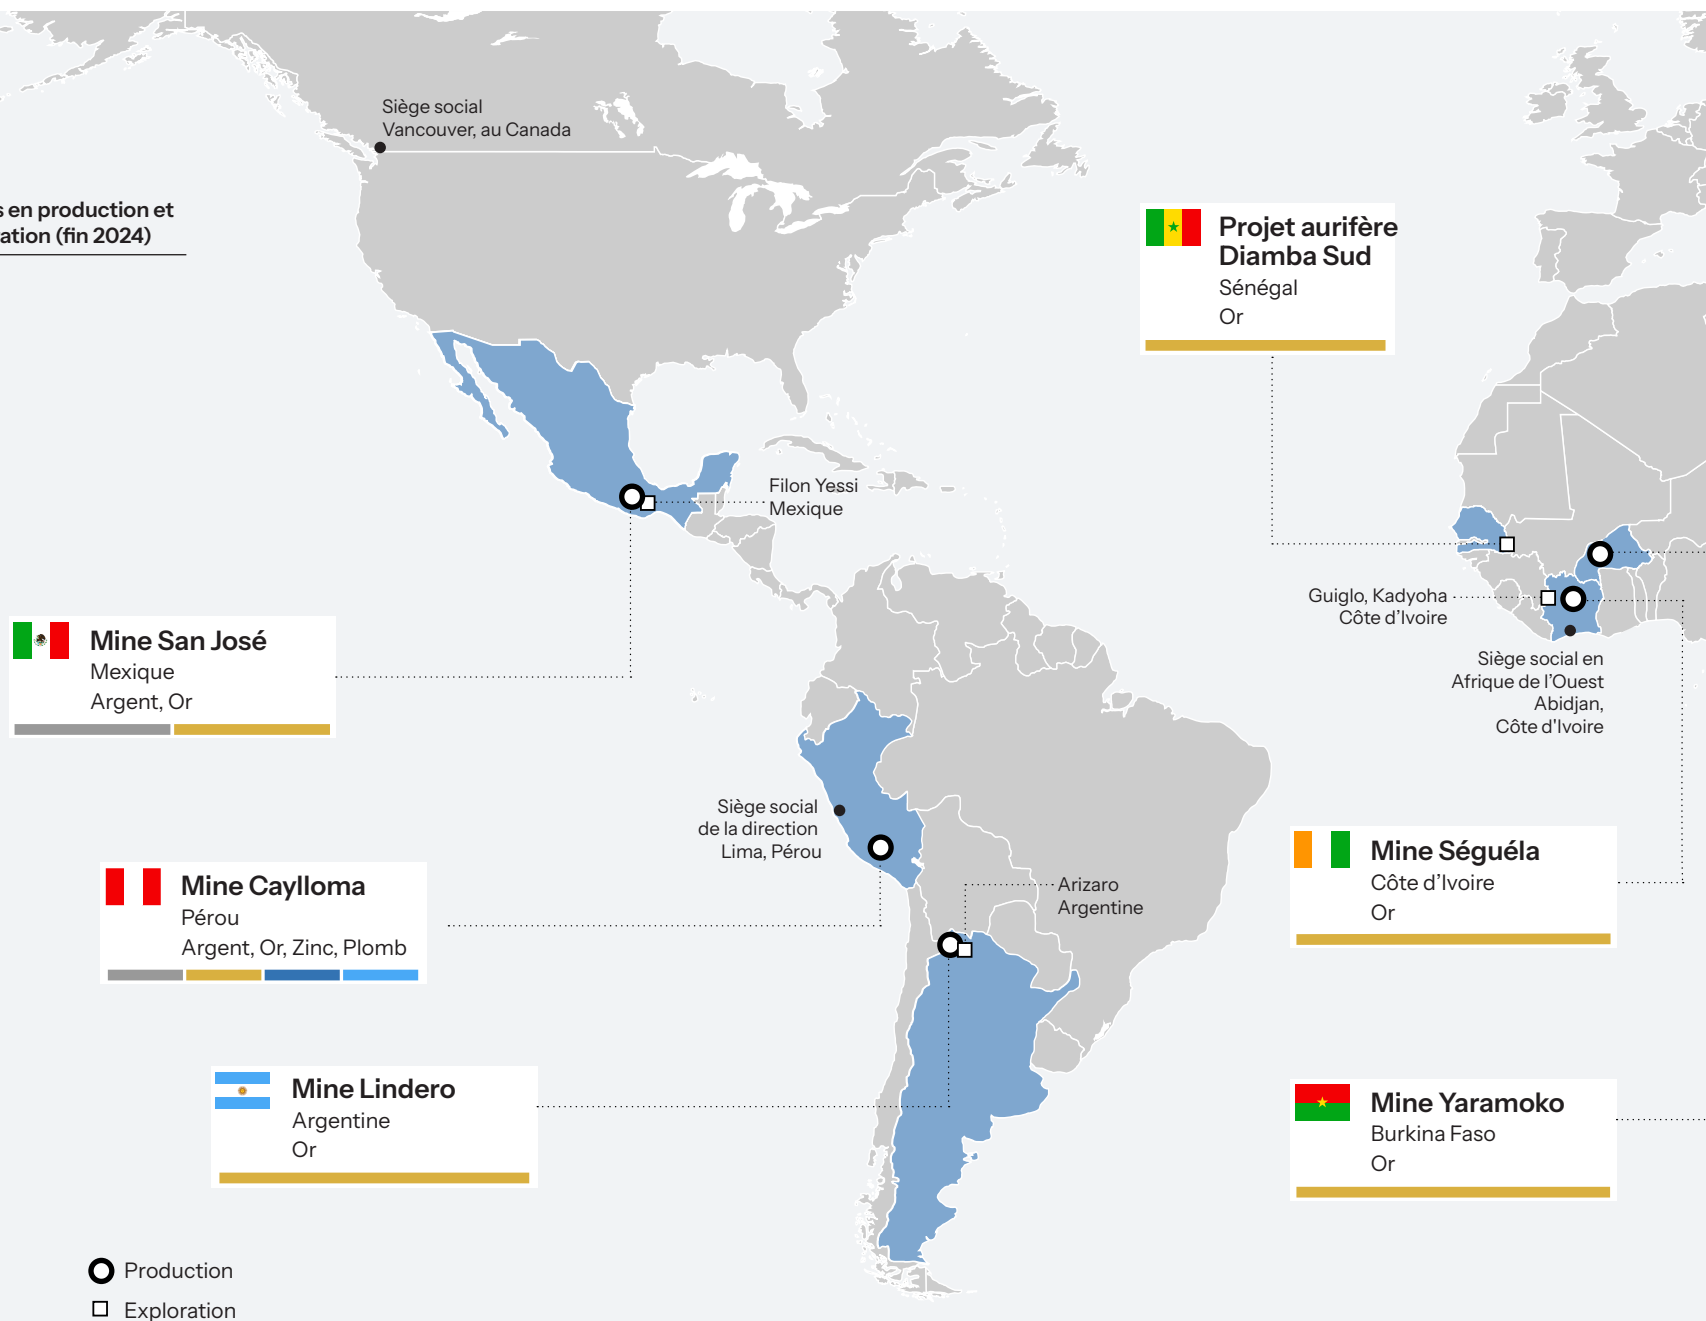 Siège social
Vancouver, au Canada
en production et
(fin 2024)
Projet aurifère
Diamba Sud
Sénégal
Or
Filon Yessi
Mexique
Guiglo, Kadyoha
Côte d’Ivoire
Mine San José
Mexique
Argent, Or
Siège social en
Afrique de l’Ouest
Abidjan,
Côte d'Ivoire
Siège social
de la direction
Lima, Pérou
Mine Caylloma
Pérou
Argent, Or, Zinc, Plomb
Arizaro
Argentine
Mine Séguéla
Côte d’Ivoire
Or
Mine Lindero
Argentine
Or
Mine Yaramoko
Burkina Faso
Or
Production
Exploration